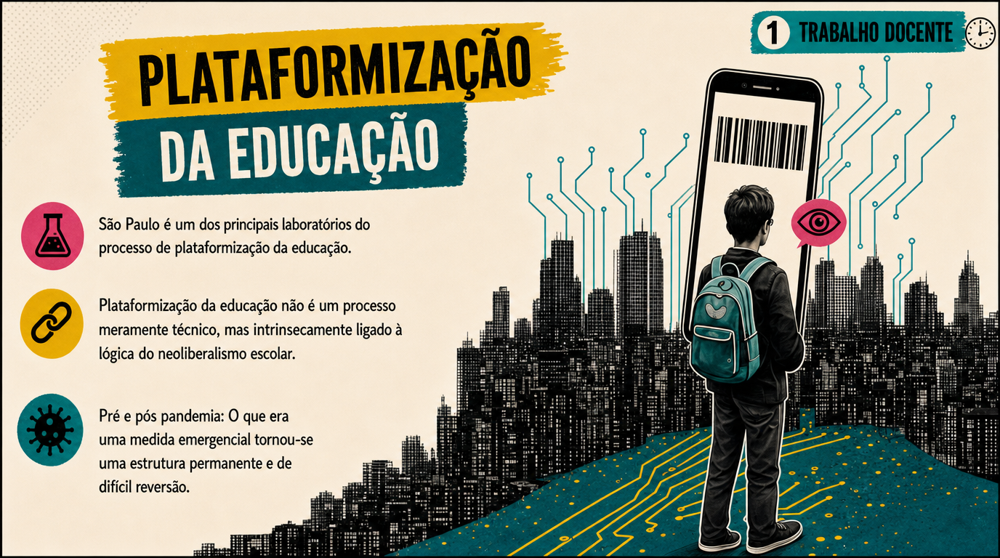 PLATAFORMIZAÇÃO
DA EDUCAÇÃO
1 TRABALHO DOCENTE
São Paulo é um dos principais laboratórios do
processo de plataformização da educação.
Plataformização da educação não é um processo
meramente técnico, mas intrinsecamente ligado à
lógica do neoliberalismo escolar.
Pré e pós pandemia: O que era
uma medida emergencial tornou-se
uma estrutura permanente e de
difícil reversão.